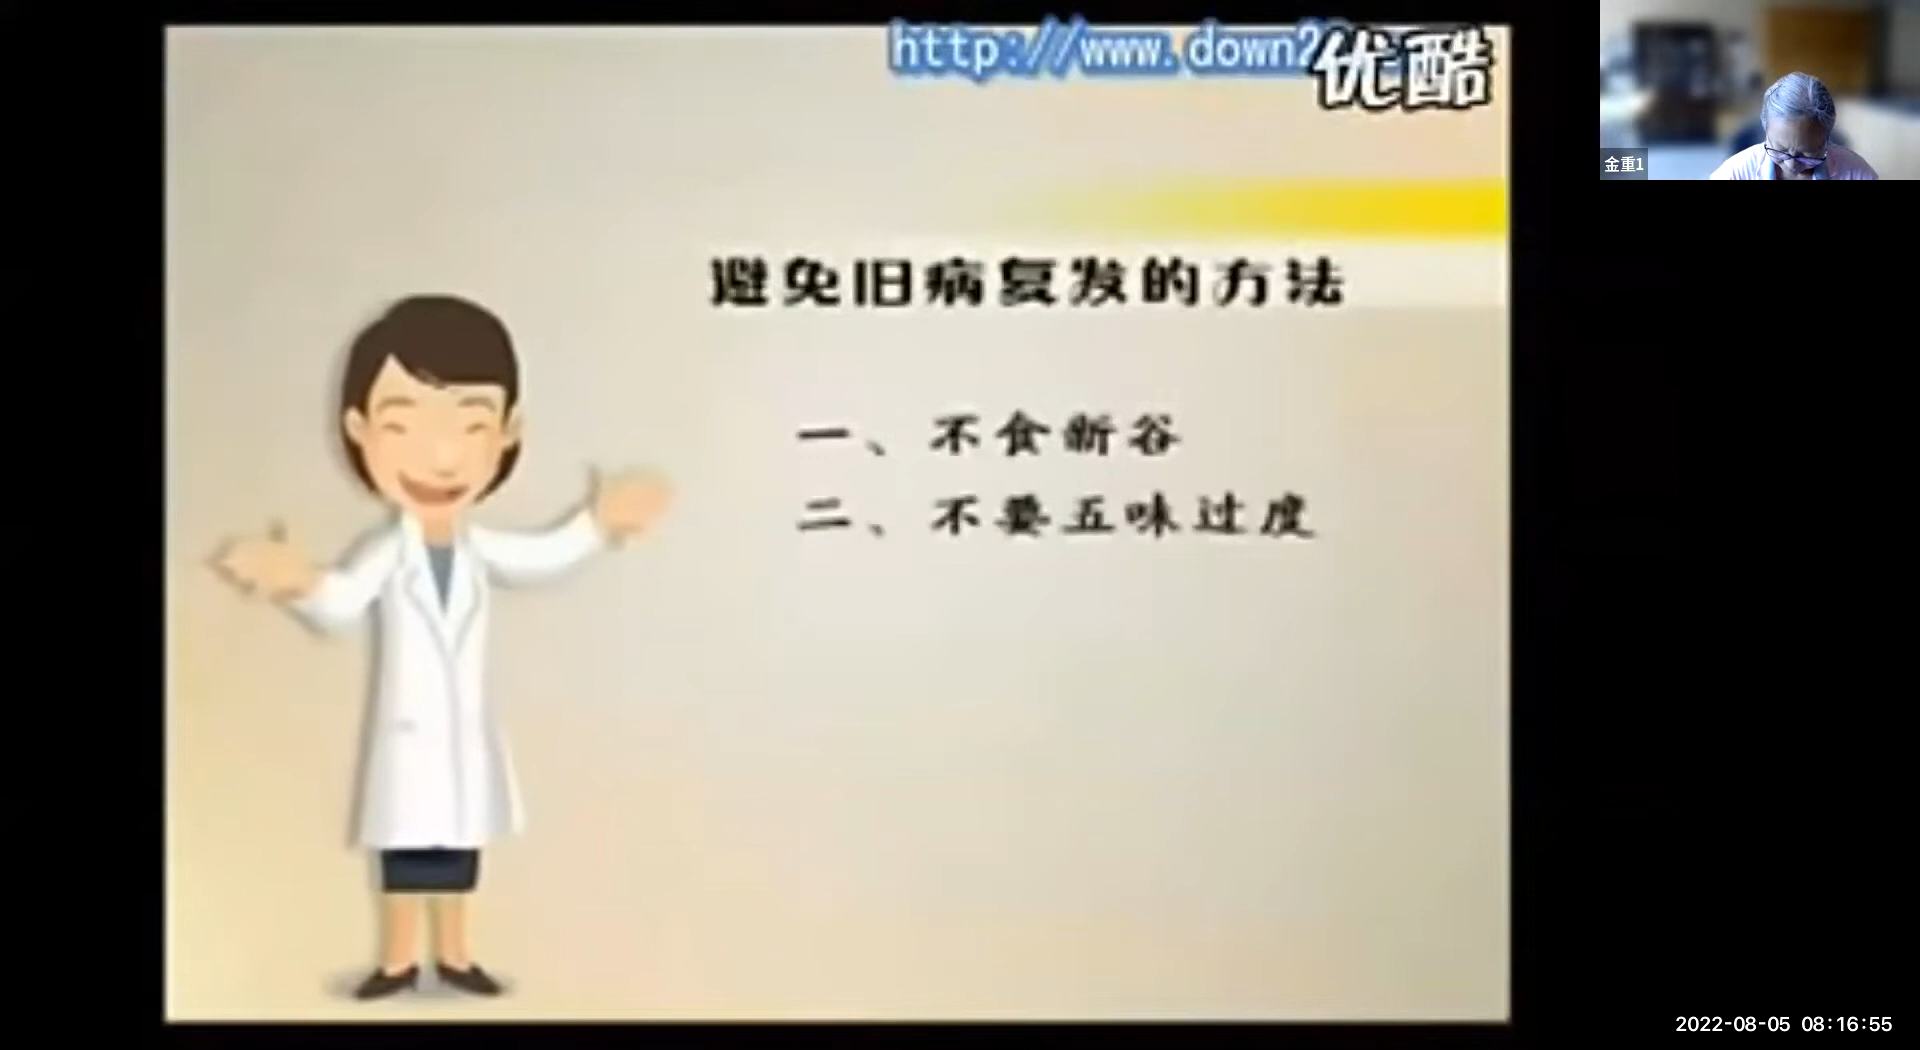 http://www.down2
优酷
金重1
避免旧病复发的方法
一、不食新谷
二、不要五味过度
2022-08-05 08:16:55